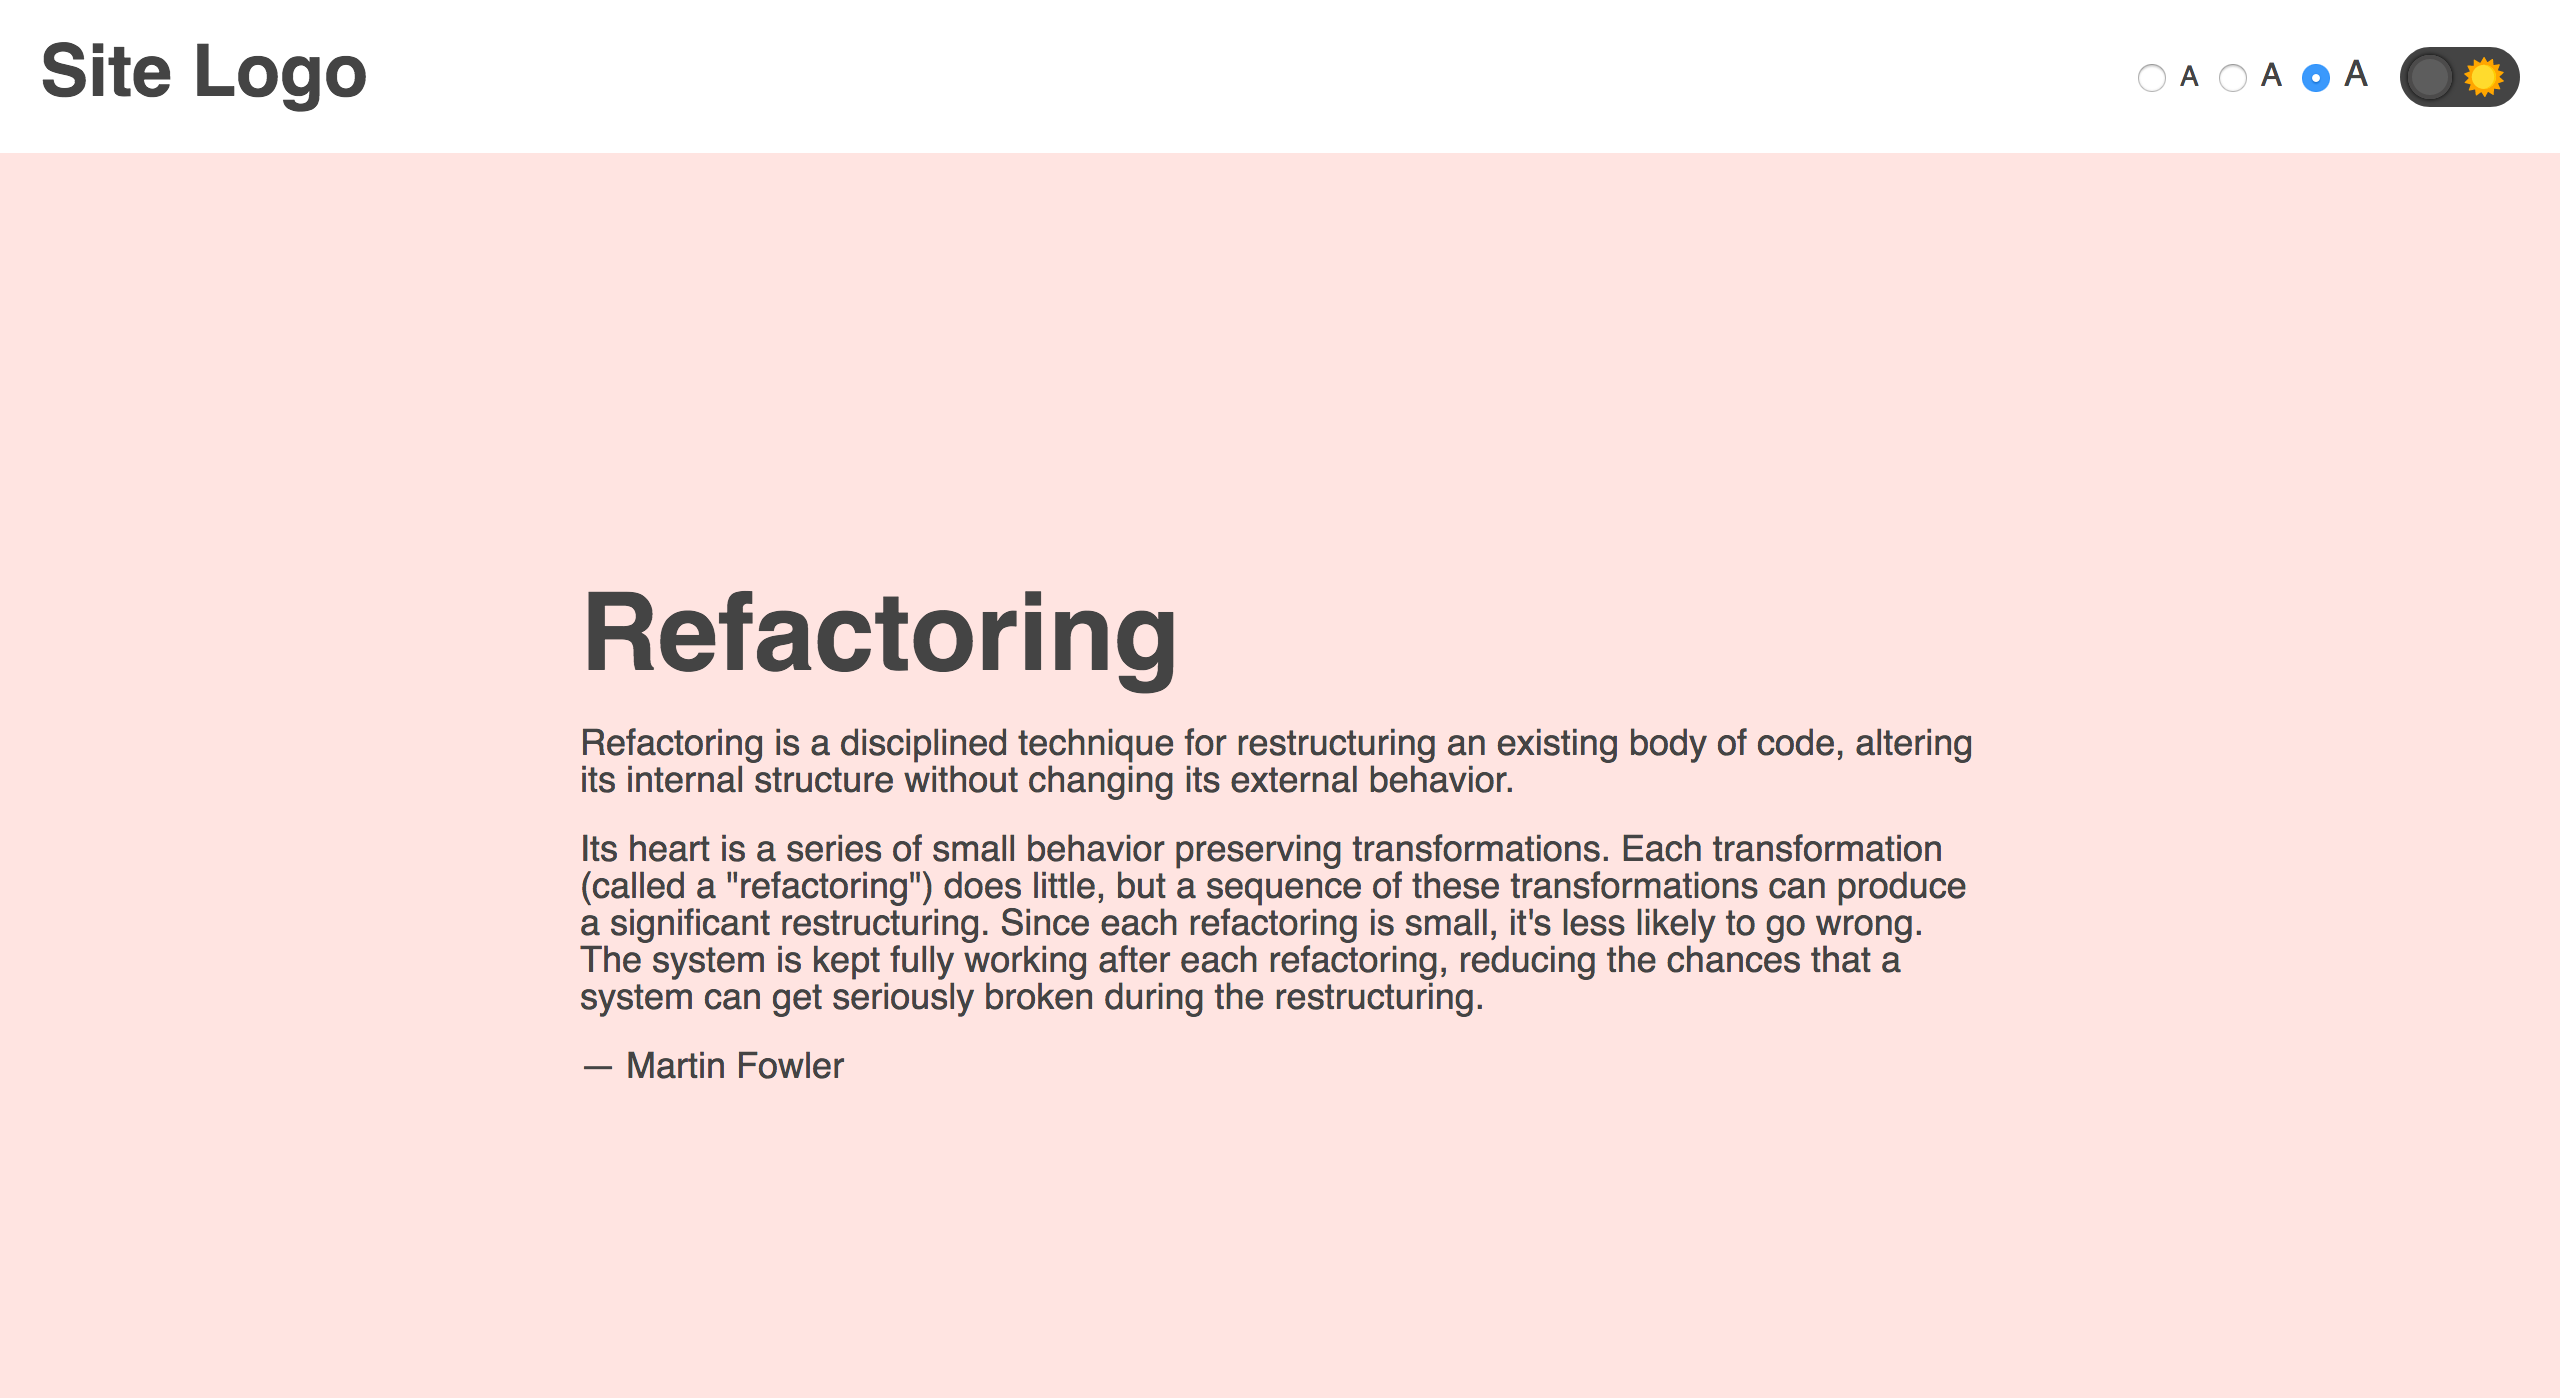 Site Logo
A A A
Refactoring
Refactoring is a disciplined technique for restructuring an existing body of code, altering
its internal structure without changing its external behavior.
Its heart is a series of small behavior preserving transformations. Each transformation
(called a "refactoring") does little, but a sequence of these transformations can produce
a significant restructuring. Since each refactoring is small, it's less likely to go wrong.
The system is kept fully working after each refactoring, reducing the chances that a
system can get seriously broken during the restructuring.
— Martin Fowler